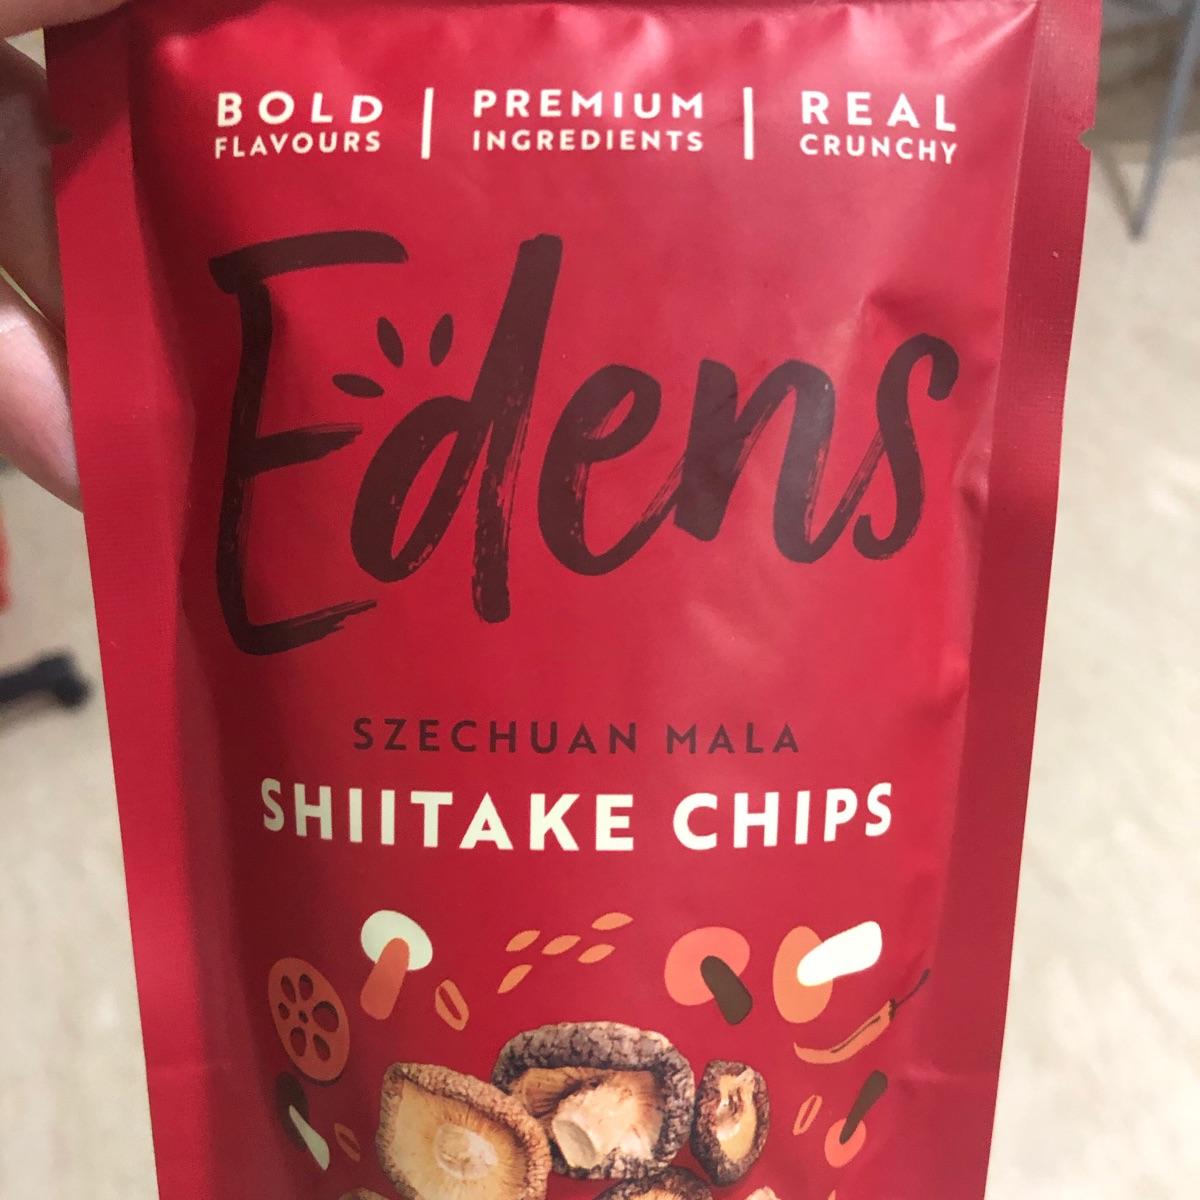 BOLD FLAVOURS | PREMIUM INGREDIENTS | REAL CRUNCHY
Edens
SZECHUAN MALA
SHIITAKE CHIPS